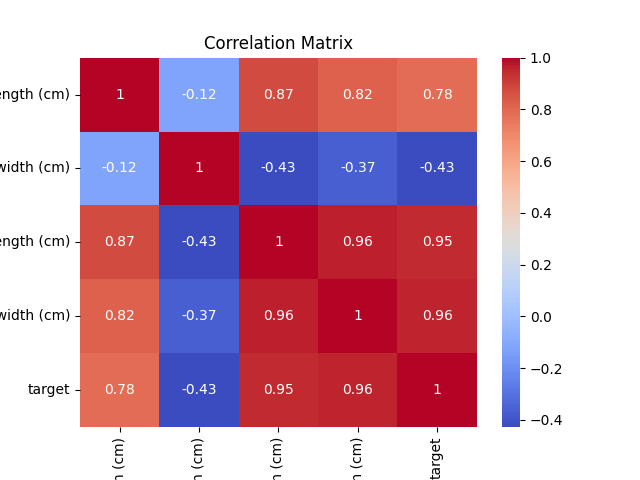 Correlation Matrix
ength (cm) 1 -0.12 0.87 0.82 0.78
width (cm) -0.12 1 -0.43 -0.37 -0.43
ength (cm) 0.87 -0.43 1 0.96 0.95
width (cm) 0.82 -0.37 0.96 1 0.96
target 0.78 -0.43 0.95 0.96 1
h (cm) h (cm) h (cm) h (cm) target
1.0
0.8
0.6
0.4
0.2
0.0
−0.2
−0.4